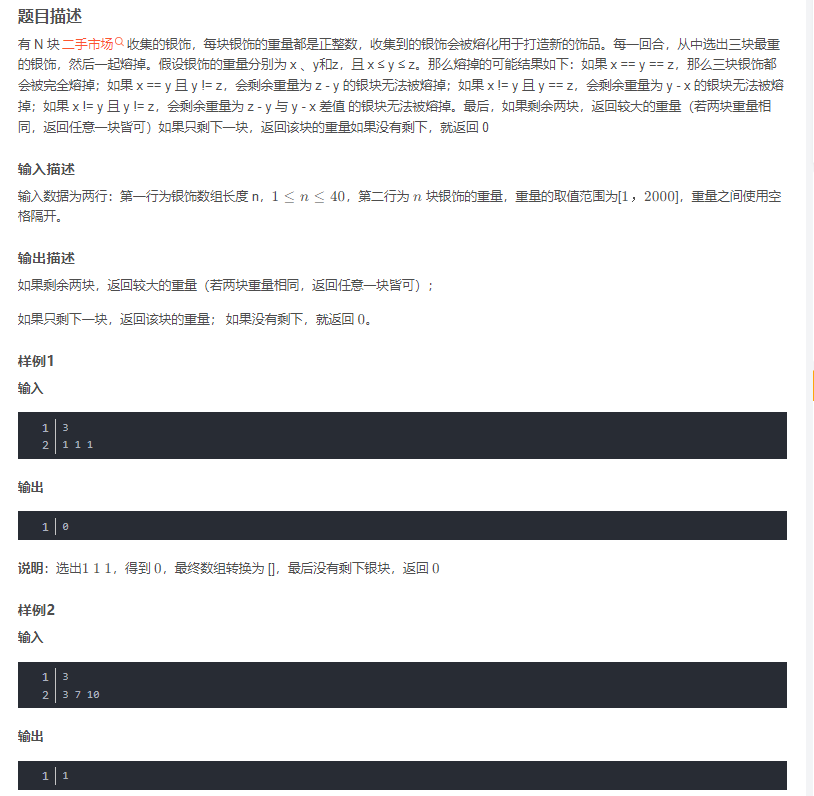 题目描述
有 N 块 二手市场 收集的银饰，每块银饰的重量都是正整数，收集到的银饰会被熔化用于打造新的饰品。每一回合，从中选出三块最重
的银饰，然后一起熔掉。假设银饰的重量分别为 x 、y和z，且 x ≤ y ≤ z。那么熔掉的可能结果如下：如果 x == y == z，那么三块银饰都
会被完全熔掉；如果 x == y 且 y != z，会剩余重量为 z - y 的银块无法被熔掉；如果 x != y 且 y == z，会剩余重量为 y - x 的银块无法被熔
掉；如果 x != y 且 y != z，会剩余重量为 z - y 与 y - x 差值 的银块无法被熔掉。最后，如果剩余两块，返回较大的重量（若两块重量相
同，返回任意一块皆可）如果只剩下一块，返回该块的重量如果没有剩下，就返回 0
输入描述
输入数据为两行：第一行为银饰数组长度 n，1 ≤ n ≤ 40，第二行为 n 块银饰的重量，重量的取值范围为[1，2000]，重量之间使用空
格隔开。
输出描述
如果剩余两块，返回较大的重量（若两块重量相同，返回任意一块皆可）；
如果只剩下一块，返回该块的重量； 如果没有剩下，就返回 0。
样例1
输入
1 3
2 1 1 1
输出
1 0
说明：选出1 1 1，得到 0，最终数组转换为 []，最后没有剩下银块，返回 0
样例2
输入
1 3
2 3 7 10
输出
1 1